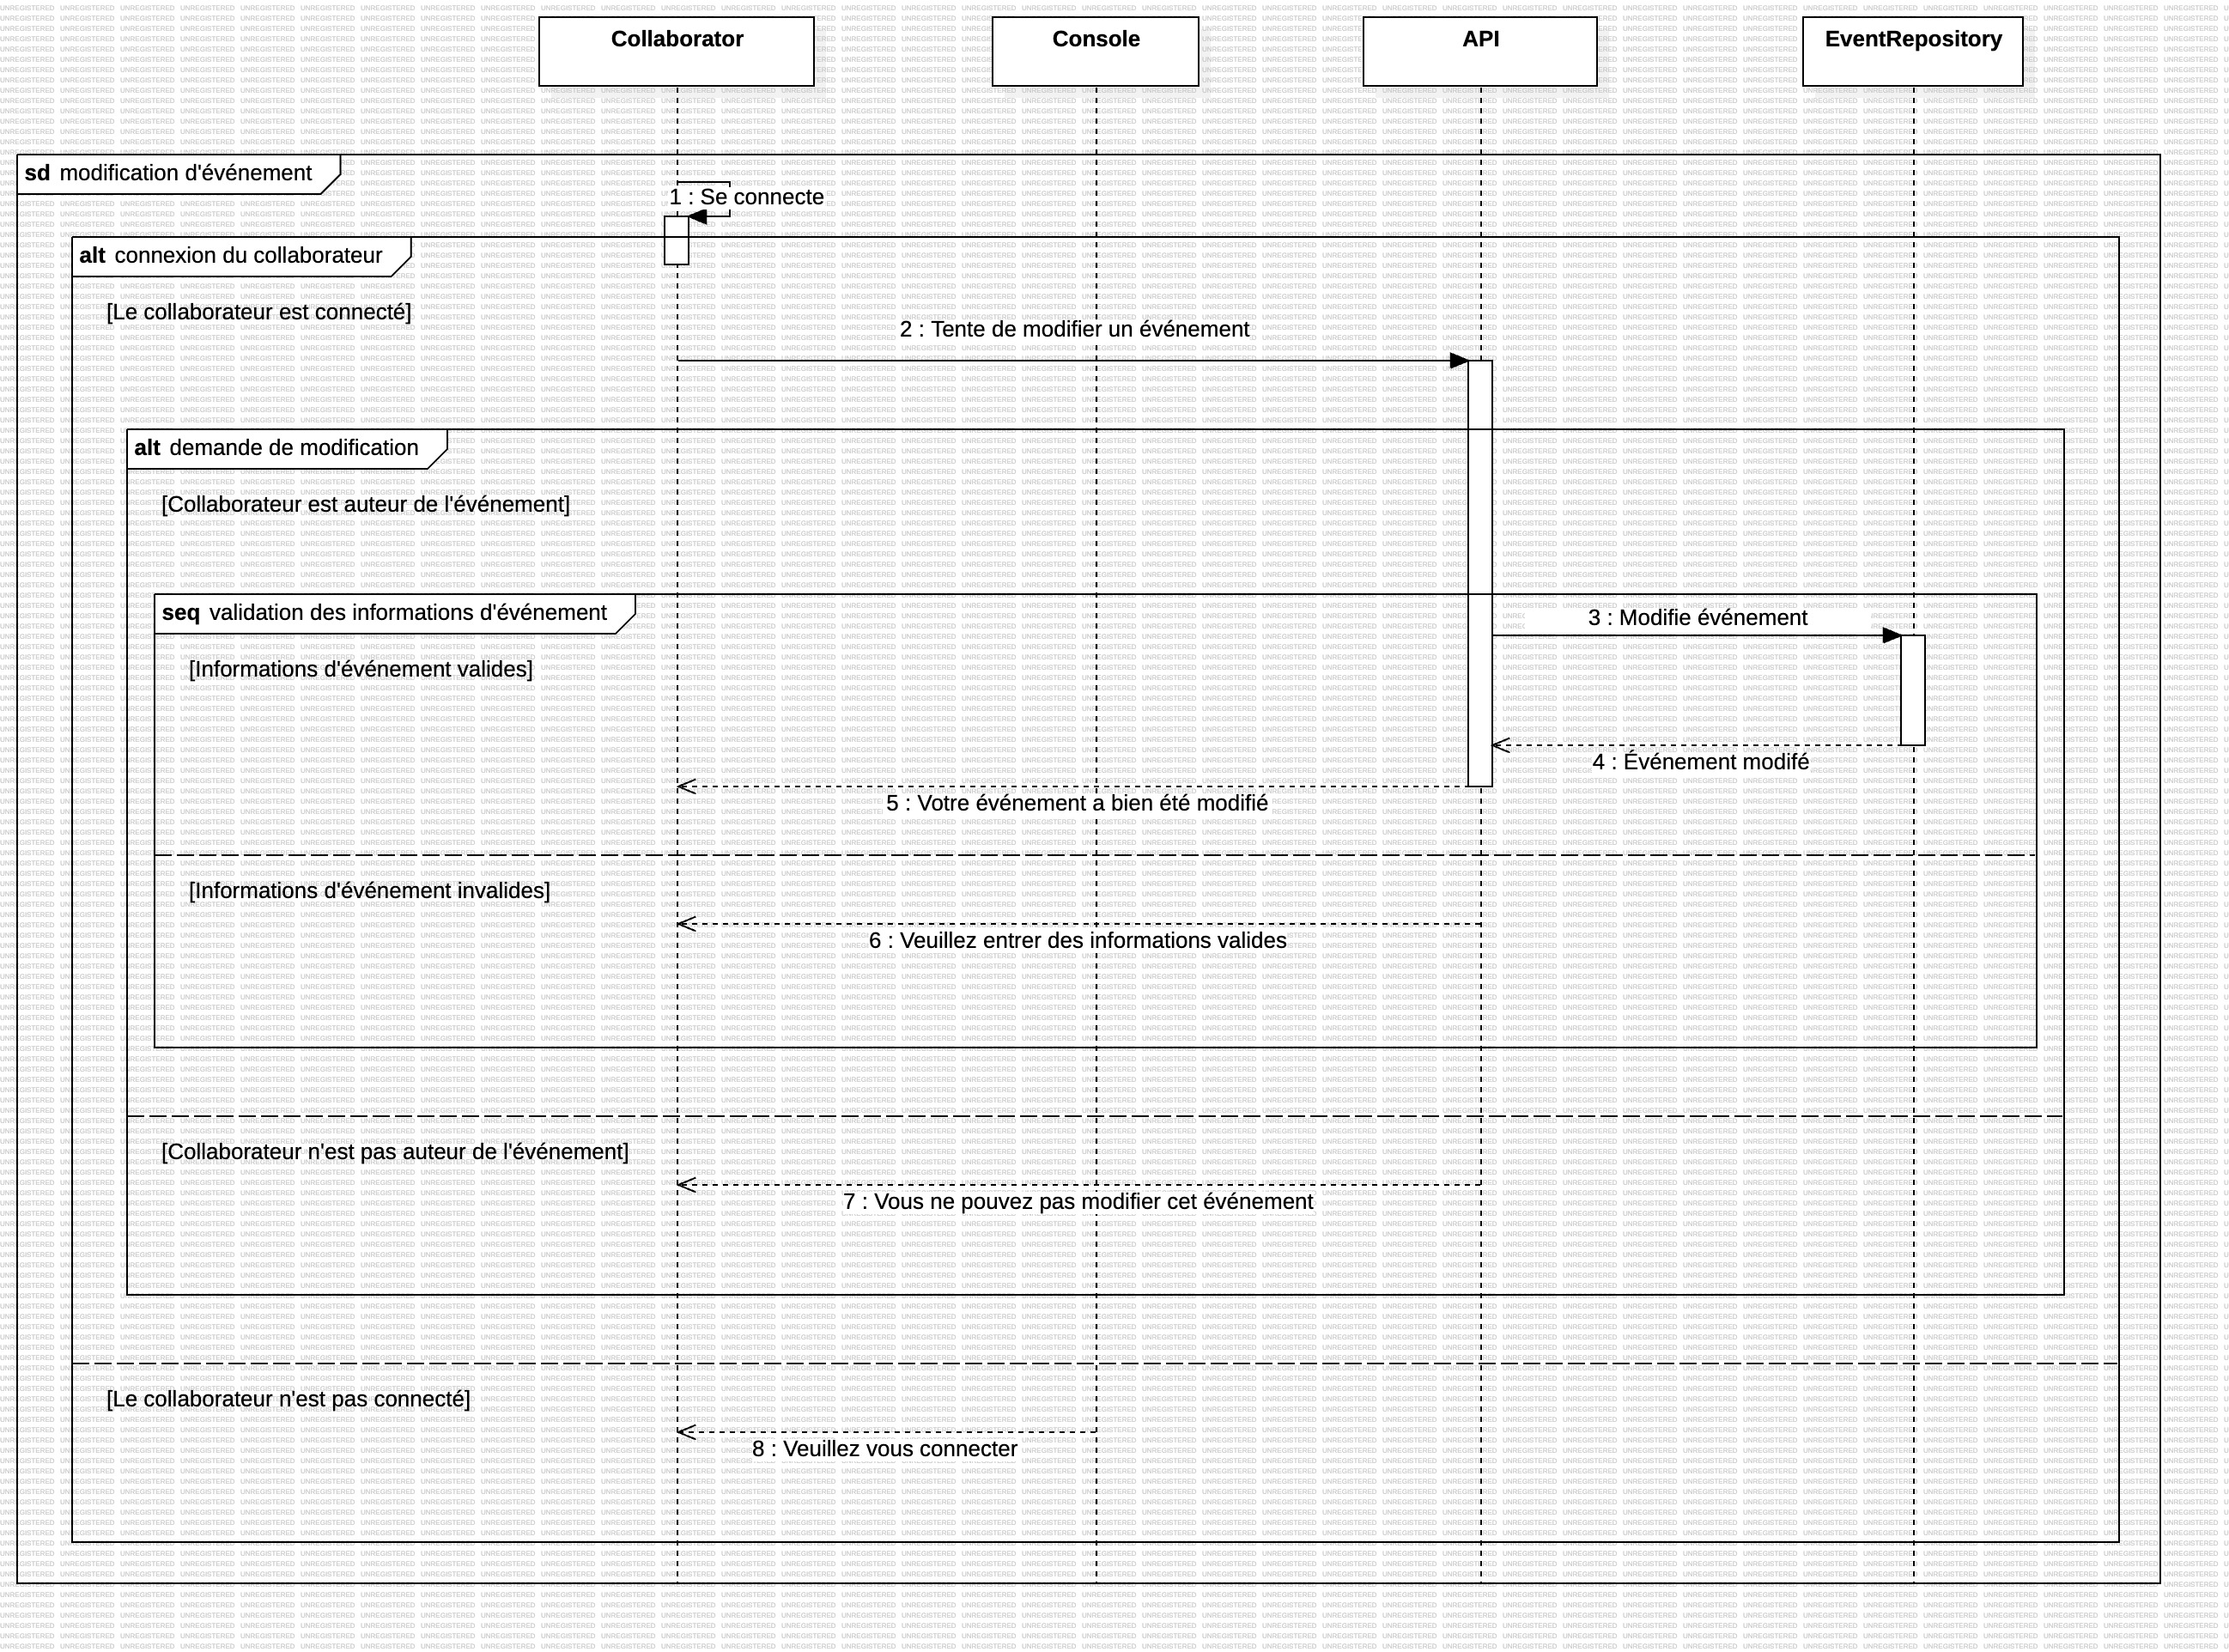 Collaborator
Console
API
EventRepository
sd modification d'événement
1 : Se connecte
alt connexion du collaborateur
[Le collaborateur est connecté]
2 : Tente de modifier un événement
alt demande de modification
[Collaborateur est auteur de l'événement]
seq validation des informations d'événement
3 : Modifie événement
[Informations d'événement valides]
4 : Événement modifé
5 : Votre événement a bien été modifié
[Informations d'événement invalides]
6 : Veuillez entrer des informations valides
[Collaborateur n'est pas auteur de l'événement]
7 : Vous ne pouvez pas modifier cet événement
[Le collaborateur n'est pas connecté]
8 : Veuillez vous connecter
UNREGISTERED